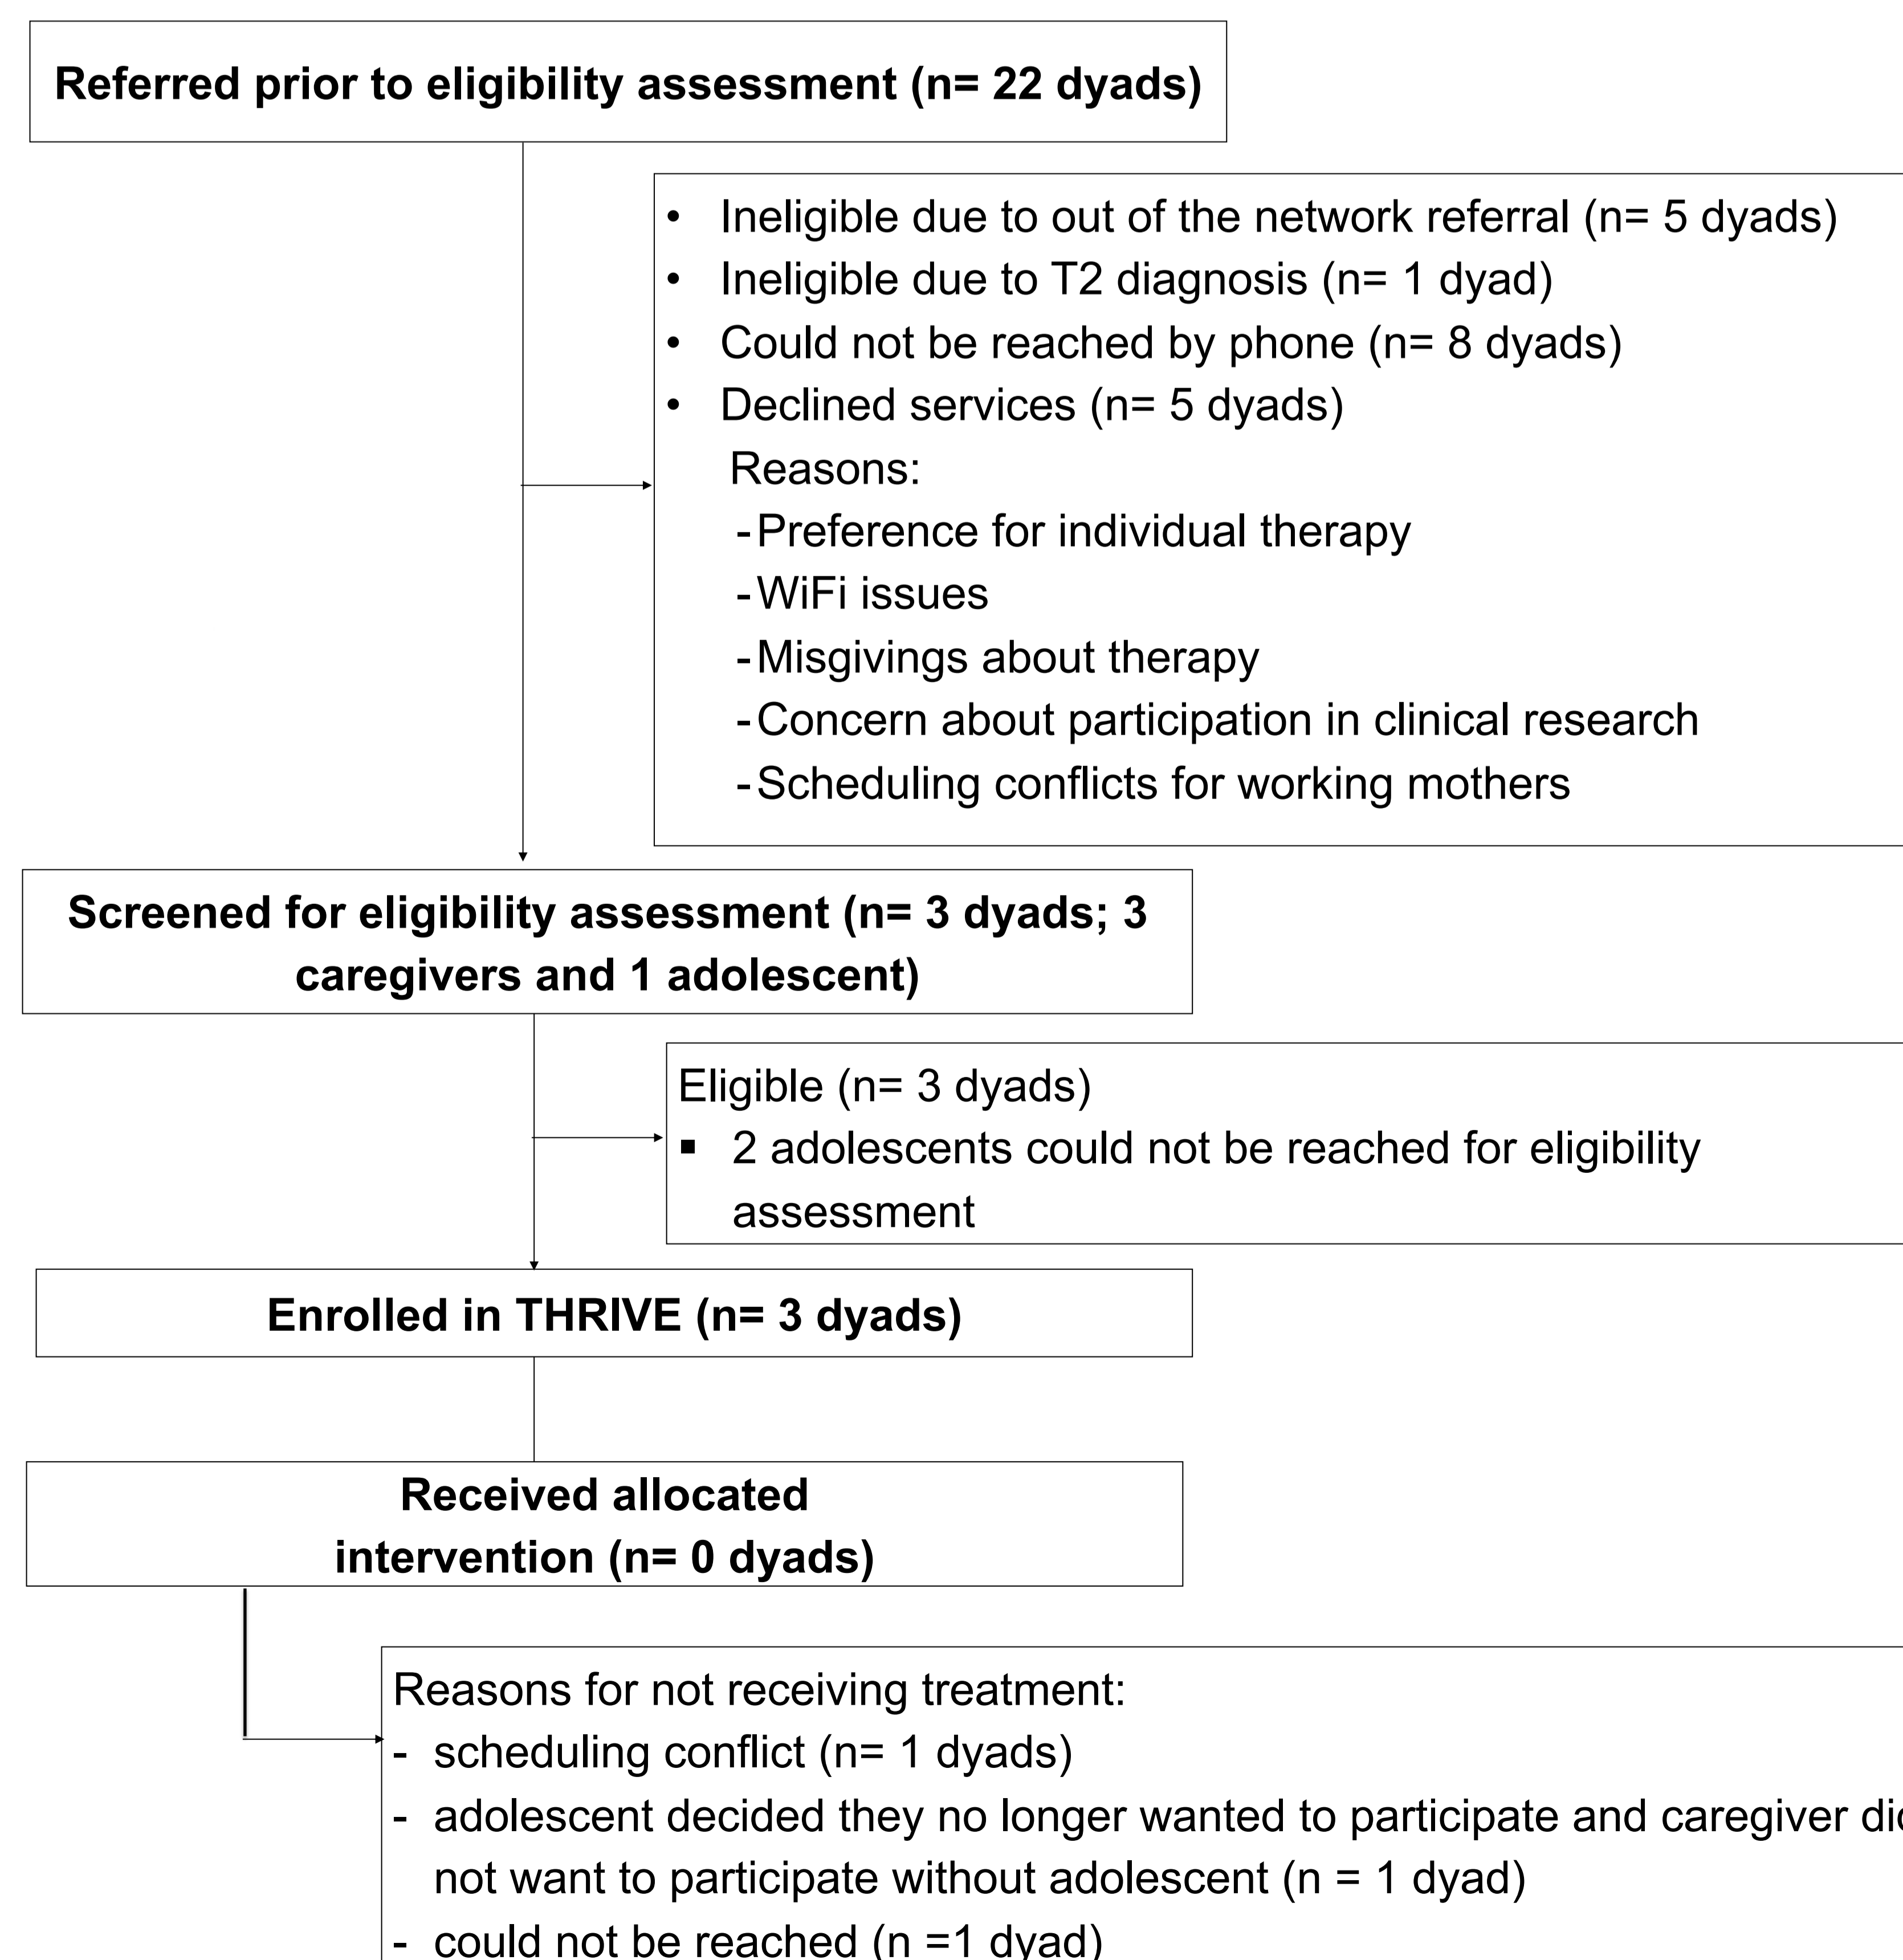 Referred prior to eligibility assessment (n= 22 dyads)
• Ineligible due to out of the network referral (n= 5 dyads)
• Ineligible due to T2 diagnosis (n= 1 dyad)
• Could not be reached by phone (n= 8 dyads)
• Declined services (n= 5 dyads)
Reasons:
-Preference for individual therapy
-WiFi issues
-Misgivings about therapy
-Concern about participation in clinical research
-Scheduling conflicts for working mothers
Screened for eligibility assessment (n= 3 dyads; 3
caregivers and 1 adolescent)
Eligible (n= 3 dyads)
▪ 2 adolescents could not be reached for eligibility
assessment
Enrolled in THRIVE (n= 3 dyads)
Received allocated
intervention (n= 0 dyads)
Reasons for not receiving treatment:
- scheduling conflict (n= 1 dyads)
- adolescent decided they no longer wanted to participate and caregiver
not want to participate without adolescent (n = 1 dyad)
- could not be reached (n =1 dyad)